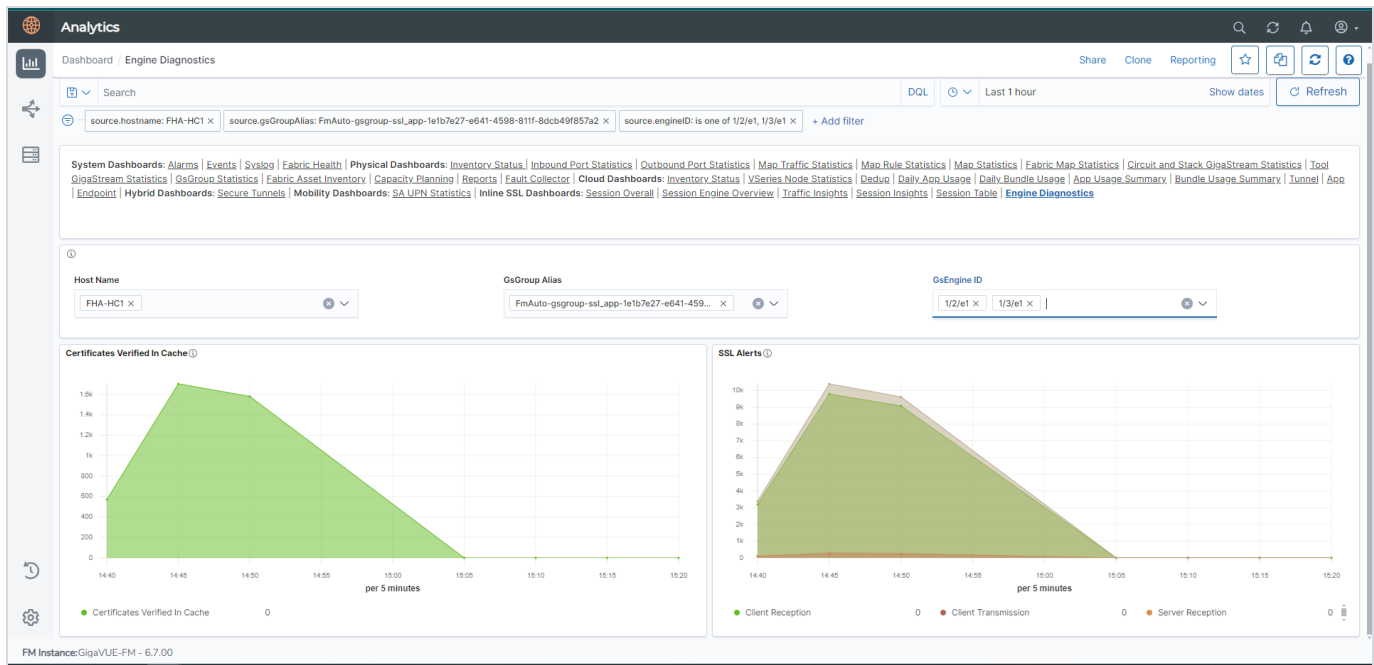 Analytics
Dashboard / Engine Diagnostics
Share Clone Reporting
Search DQL Last 1 hour Show dates Refresh
source.hostname: FHA-HC1 × source.gsGroupAlias: FmAuto-gsgroup-ssl_app-1e1b7e27-e641-4598-811f-8dcb49f857a2 × source.engineID: is one of 1/2/e1, 1/3/e1 × + Add filter
System Dashboards: Alarms | Events | Syslog | Fabric Health | Physical Dashboards: Inventory Status | Inbound Port Statistics | Outbound Port Statistics | Map Traffic Statistics | Map Rule Statistics | Map Statistics | Fabric Map Statistics | Circuit and Stack GigaStream Statistics | Tool
GigaStream Statistics | GsGroup Statistics | Fabric Asset Inventory | Capacity Planning | Reports | Fault Collector | Cloud Dashboards: Inventory Status | VSeries Node Statistics | Dedup | Daily App Usage | Daily Bundle Usage | App Usage Summary | Bundle Usage Summary | Tunnel | App
| Endpoint | Hybrid Dashboards: Secure Tunnels | Mobility Dashboards: SA UPN Statistics | Inline SSL Dashboards: Session Overall | Session Engine Overview | Traffic Insights | Session Insights | Session Table | Engine Diagnostics
Host Name GsGroup Alias GsEngine ID
FHA-HC1 × FmAuto-gsgroup-ssl_app-1e1b7e27-e641-459... × 1/2/e1 × 1/3/e1 ×
Certificates Verified In Cache
1.6k
1.4k
1.2k
1k
800
600
400
200
0
14:40 14:45 14:50 14:55 15:00 15:05 15:10 15:15 15:20
per 5 minutes
Certificates Verified In Cache 0
SSL Alerts
10k
9k
8k
7k
6k
5k
4k
3k
2k
1k
0
14:40 14:45 14:50 14:55 15:00 15:05 15:10 15:15 15:20
per 5 minutes
Client Reception 0 Client Transmission 0 Server Reception 0
FM Instance:GigaVUE-FM - 6.7.00